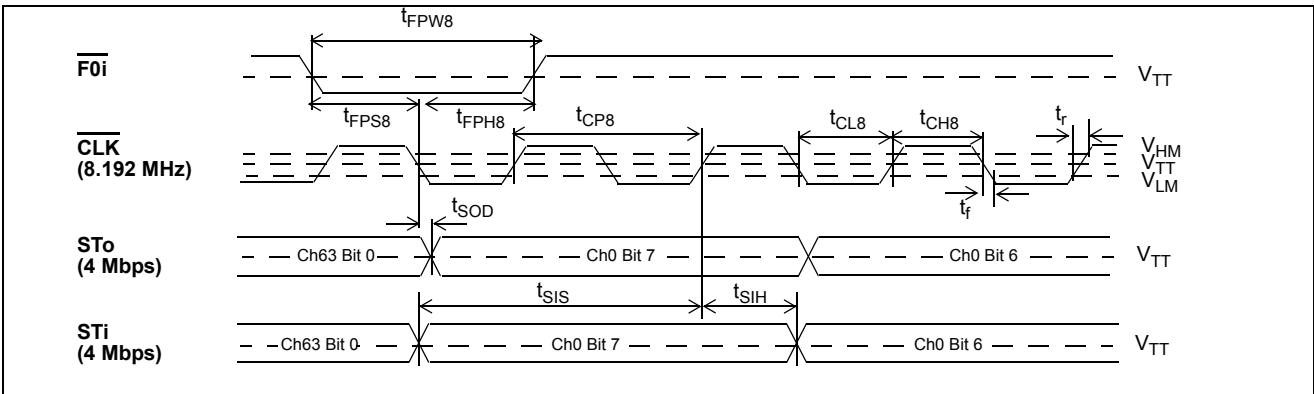 tFPW8
F0i
VTT
tFPS8
tFPH8
tCP8
tCL8
tCH8
tr
CLK
(8.192 MHz)
VHM
VTT
VLM
tf
tSOD
STo
(4 Mbps)
Ch63 Bit 0
Ch0 Bit 7
Ch0 Bit 6
VTT
tSIS
tSIH
STi
(4 Mbps)
Ch63 Bit 0
Ch0 Bit 7
Ch0 Bit 6
VTT